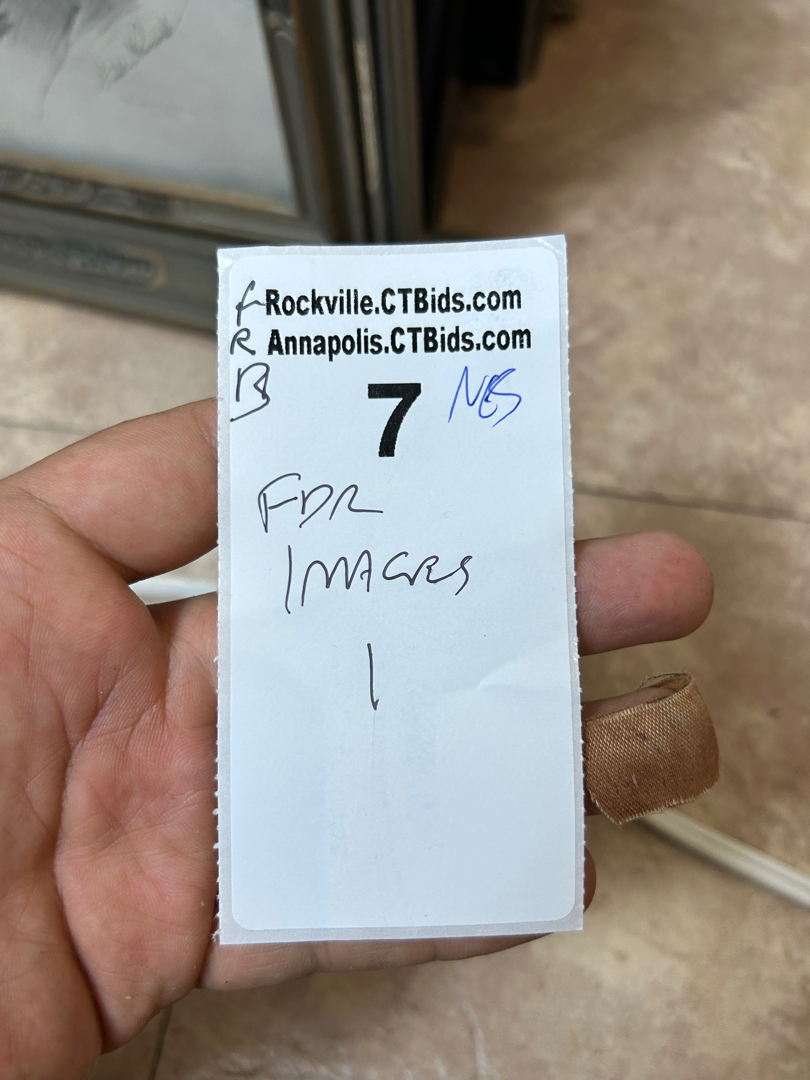 f Rockville.CTBids.com
R Annapolis.CTBids.com
B
7 NES
FDR
IMAGES
1